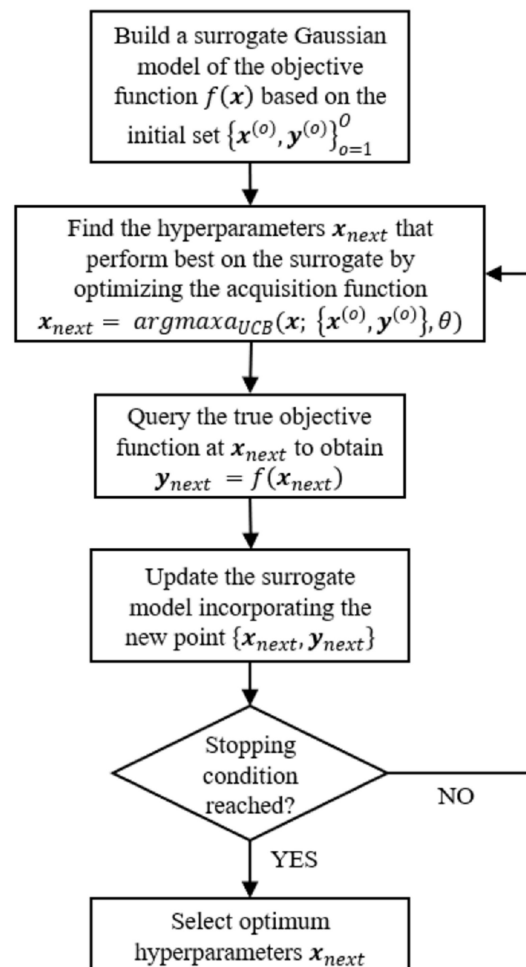 Build a surrogate Gaussian
model of the objective
function f(x) based on the
initial set {x^(o), y^(o)}_{o=1}^{O}
Find the hyperparameters x_next that
perform best on the surrogate by
optimizing the acquisition function
x_next = argmaxa_UCB(x; {x^(o), y^(o)}, θ)
Query the true objective
function at x_next to obtain
y_next = f(x_next)
Update the surrogate
model incorporating the
new point {x_next, y_next}
Stopping
condition
reached?
NO
YES
Select optimum
hyperparameters x_next